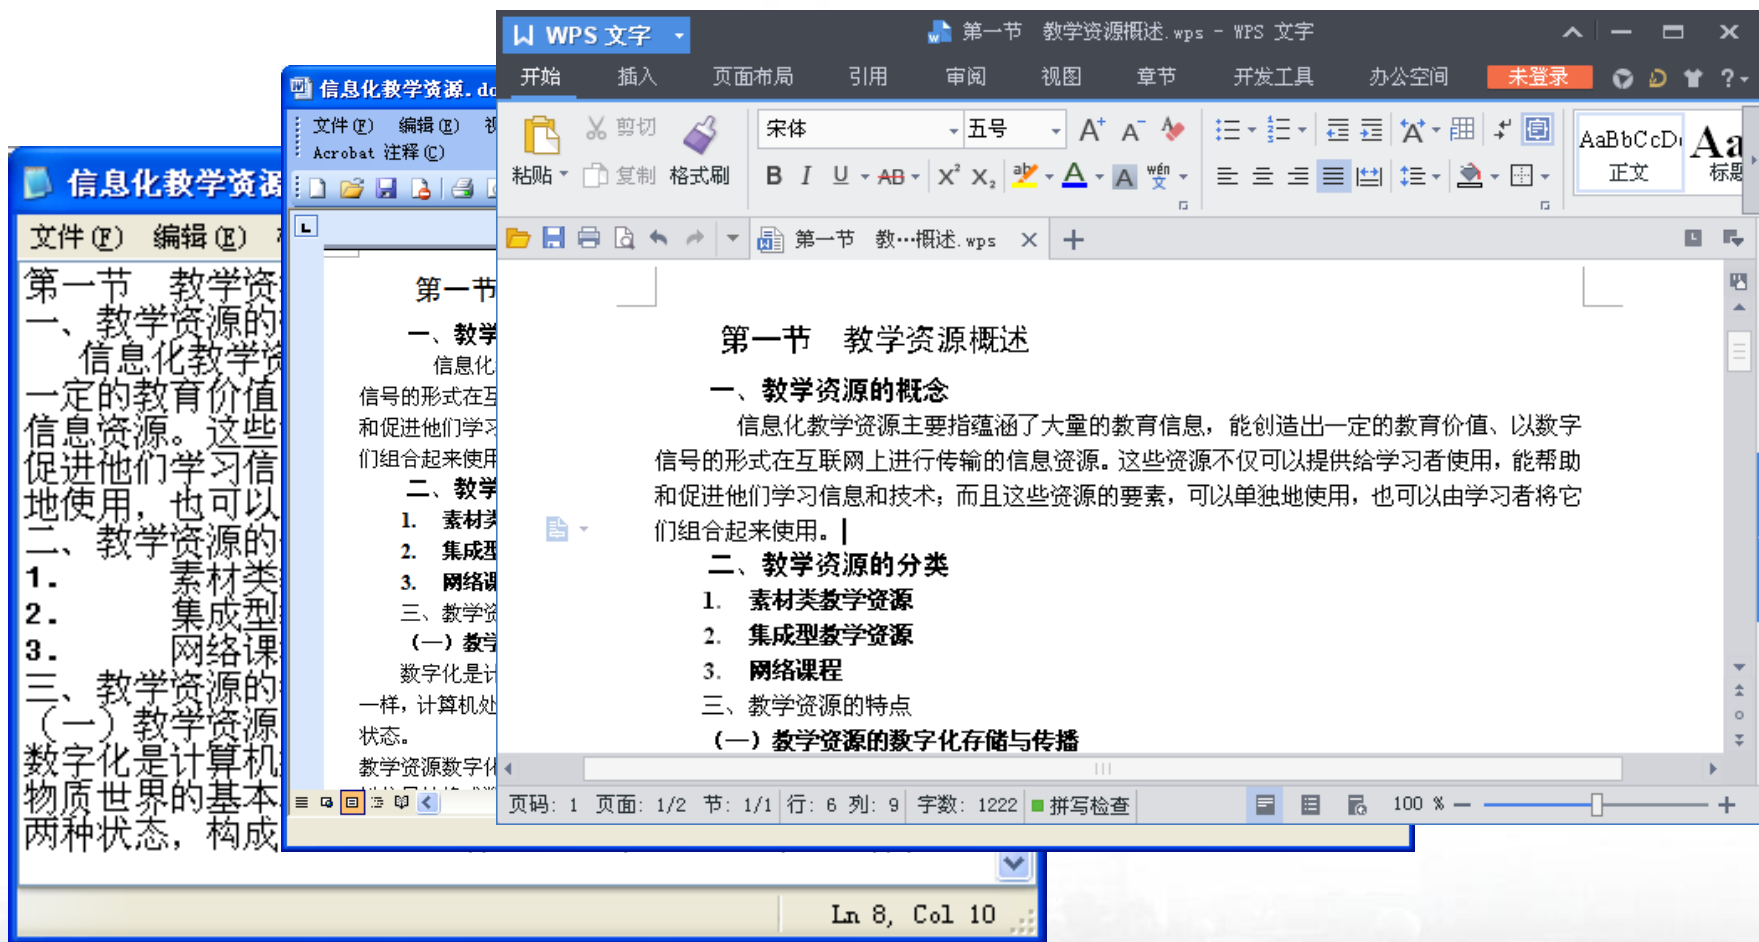 信息化教学资源
文件(F) 编辑(E)
第一节 教学资
一、教学资源的
信息化教学资
一定的教育价值
信息资源。这些
促进他们学习信
地使用，也可以
二、教学资源的
1. 素材类
2. 集成型
3. 网络课
三、教学资源的
（一）教学资源
数字化是计算机
物质世界的基本
两种状态，构成
Ln 8, Col 10
信息化教学资源.do
文件(F) 编辑(E) 视
Acrobat 注释(C)
第一节
一、教学
信息化
信号的形式在互
和促进他们学习
们组合起来使用
二、教学
1. 素材类
2. 集成型
3. 网络课
三、教学资
（一）教学
数字化是计
一样，计算机处
状态。
教学资源数字化
WPS 文字
第一节 教学资源概述.wps - WPS 文字
开始 插入 页面布局 引用 审阅 视图 章节 开发工具 办公空间 未登录
剪切 宋体 五号 AaBbCcD Aa
粘贴 复制 格式刷 B I U AB X² X₂ ab A A wén文 正文 标题
第一节 教…概述.wps
第一节 教学资源概述
一、教学资源的概念
信息化教学资源主要指蕴涵了大量的教育信息，能创造出一定的教育价值、以数字
信号的形式在互联网上进行传输的信息资源。这些资源不仅可以提供给学习者使用，能帮助
和促进他们学习信息和技术；而且这些资源的要素，可以单独地使用，也可以由学习者将它
们组合起来使用。
二、教学资源的分类
1. 素材类教学资源
2. 集成型教学资源
3. 网络课程
三、教学资源的特点
（一）教学资源的数字化存储与传播
页码: 1 页面: 1/2 节: 1/1 行: 6 列: 9 字数: 1222 拼写检查 100 %